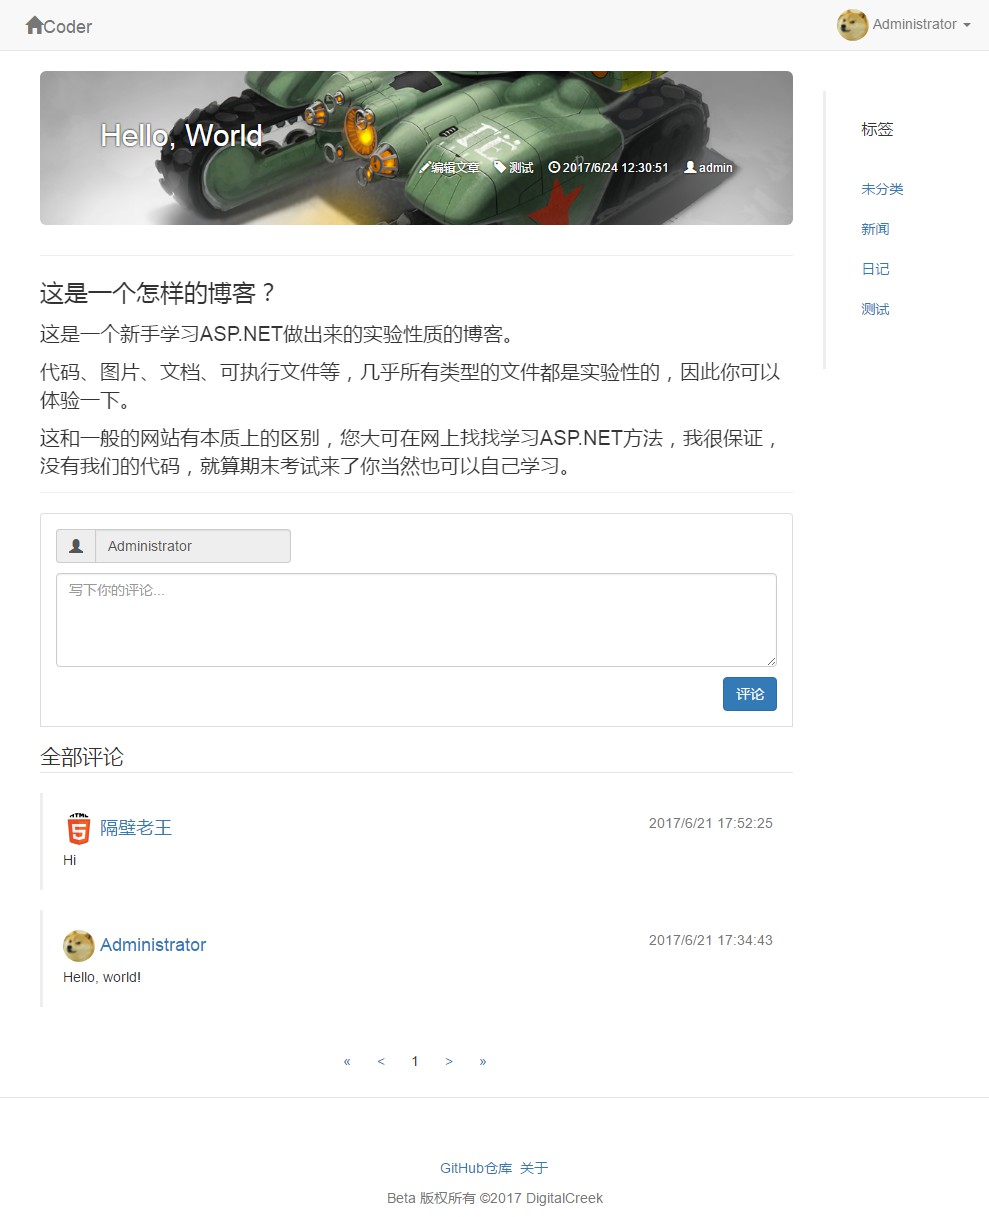 Coder
Administrator
Hello, World
编辑文章 测试 2017/6/24 12:30:51 admin
标签
未分类
新闻
日记
测试
这是一个怎样的博客？
这是一个新手学习ASP.NET做出来的实验性质的博客。
代码、图片、文档、可执行文件等，几乎所有类型的文件都是实验性的，因此你可以
体验一下。
这和一般的网站有本质上的区别，您大可在网上找找学习ASP.NET方法，我很保证，
没有我们的代码，就算期末考试来了你当然也可以自己学习。
Administrator
写下你的评论...
评论
全部评论
隔壁老王 2017/6/21 17:52:25
Hi
Administrator 2017/6/21 17:34:43
Hello, world!
« < 1 > »
GitHub仓库 关于
Beta 版权所有 ©2017 DigitalCreek